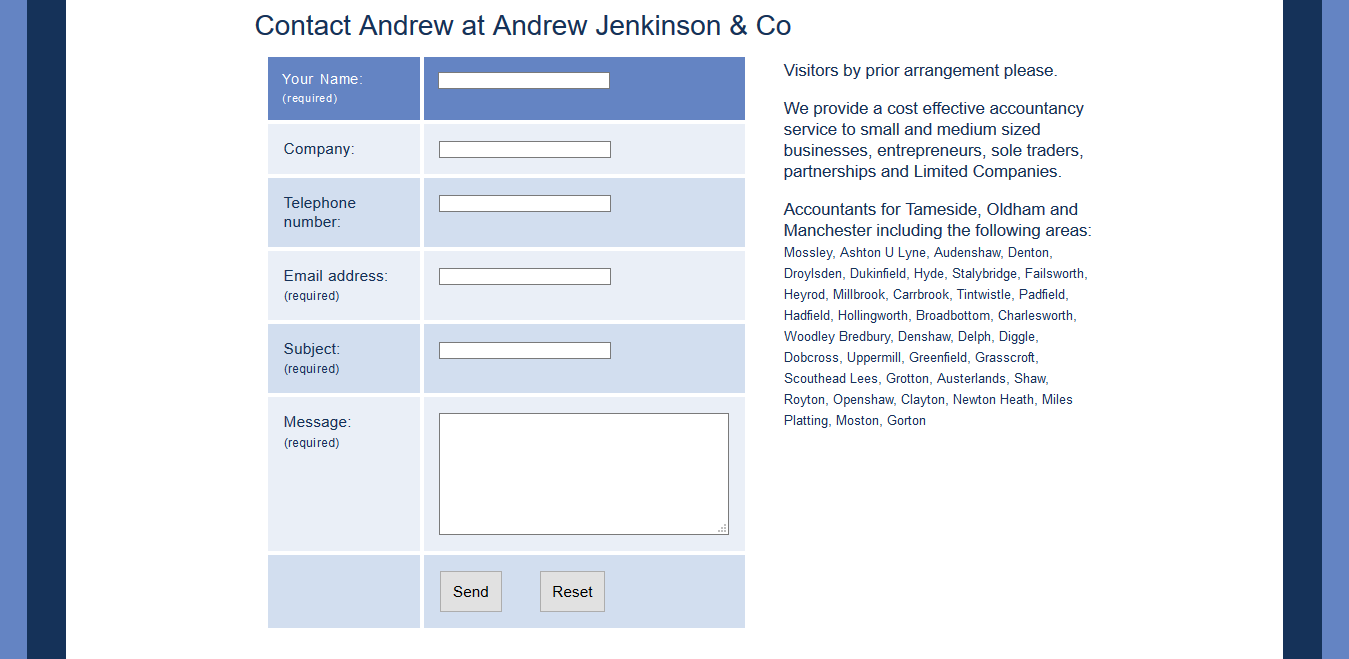 Contact Andrew at Andrew Jenkinson & Co
Your Name:
(required)
Company:
Telephone
number:
Email address:
(required)
Subject:
(required)
Message:
(required)
Send
Reset
Visitors by prior arrangement please.
We provide a cost effective accountancy
service to small and medium sized
businesses, entrepreneurs, sole traders,
partnerships and Limited Companies.
Accountants for Tameside, Oldham and
Manchester including the following areas:
Mossley, Ashton U Lyne, Audenshaw, Denton,
Droylsden, Dukinfield, Hyde, Stalybridge, Failsworth,
Heyrod, Millbrook, Carrbrook, Tintwistle, Padfield,
Hadfield, Hollingworth, Broadbottom, Charlesworth,
Woodley Bredbury, Denshaw, Delph, Diggle,
Dobcross, Uppermill, Greenfield, Grasscroft,
Scouthead Lees, Grotton, Austerlands, Shaw,
Royton, Openshaw, Clayton, Newton Heath, Miles
Platting, Moston, Gorton